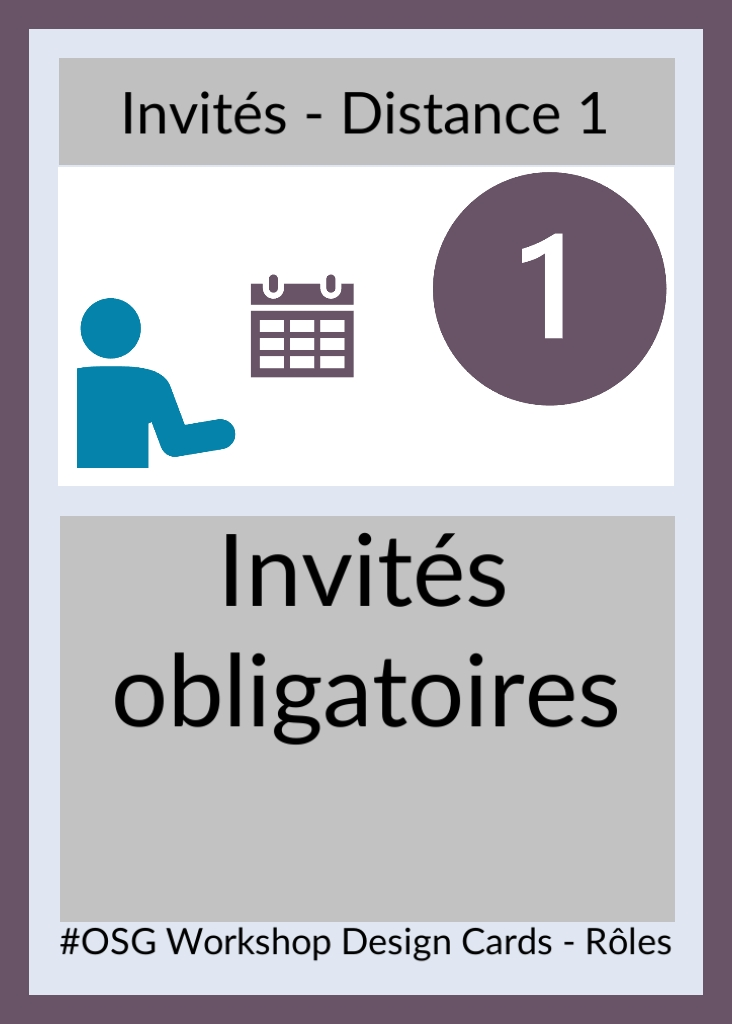 Invités - Distance 1
1
Invités
obligatoires
#OSG Workshop Design Cards - Rôles